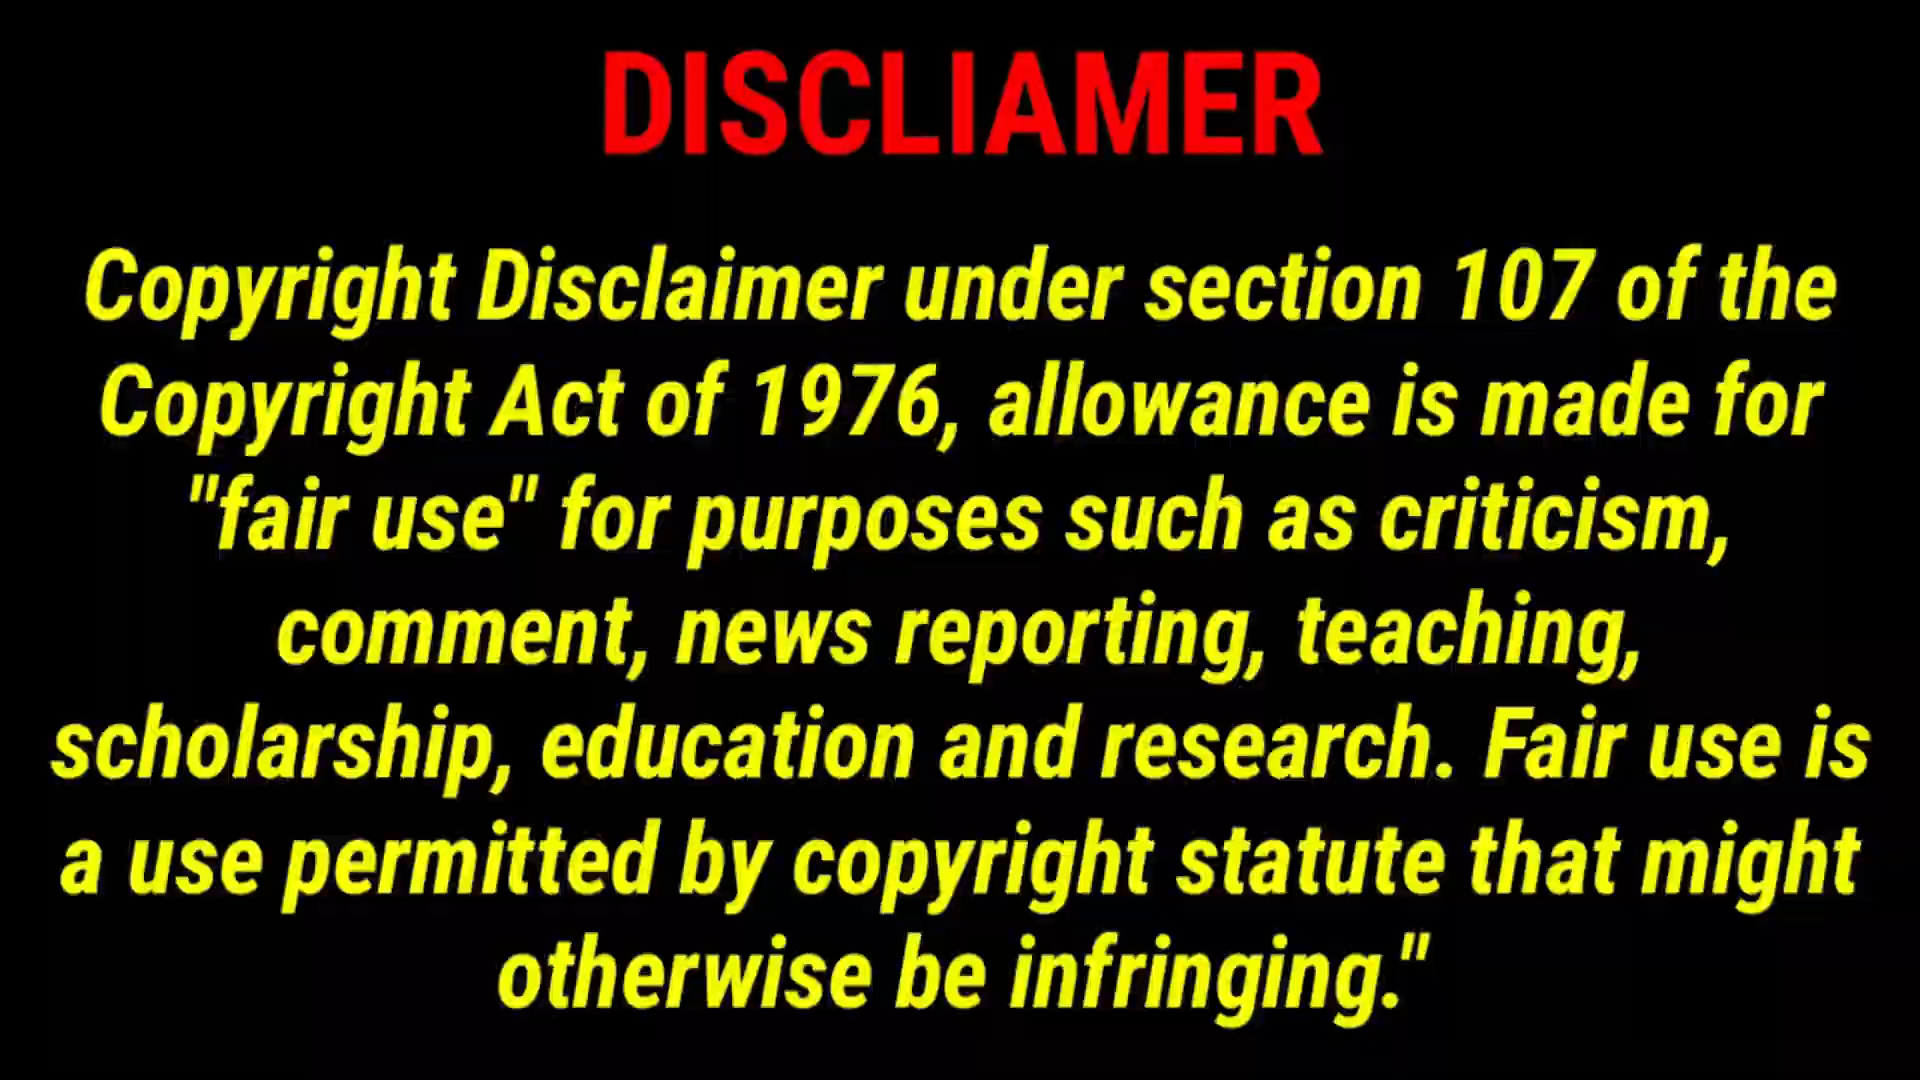 DISCLIAMER
Copyright Disclaimer under section 107 of the
Copyright Act of 1976, allowance is made for
"fair use" for purposes such as criticism,
comment, news reporting, teaching,
scholarship, education and research. Fair use is
a use permitted by copyright statute that might
otherwise be infringing."